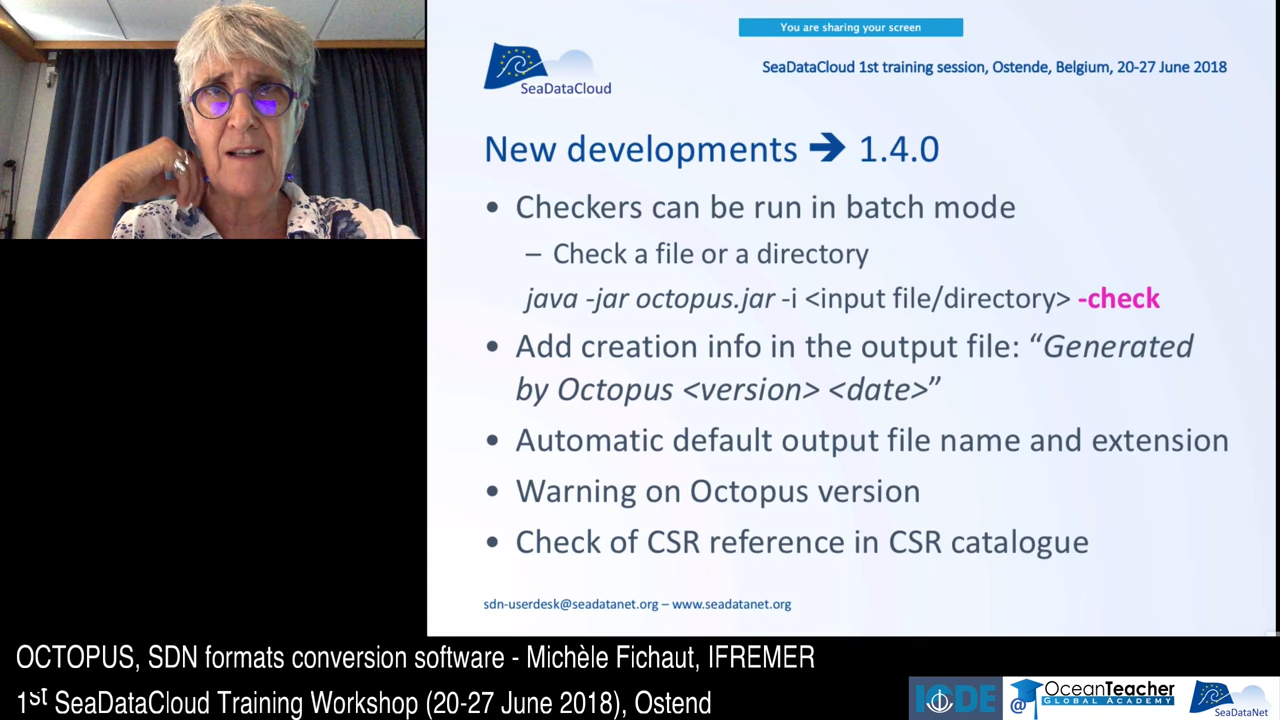 You are sharing your screen
SeaDataCloud
SeaDataCloud 1st training session, Ostende, Belgium, 20-27 June 2018
New developments ➔ 1.4.0
• Checkers can be run in batch mode
– Check a file or a directory
java -jar octopus.jar -i <input file/directory> -check
• Add creation info in the output file: “Generated
by Octopus <version> <date>”
• Automatic default output file name and extension
• Warning on Octopus version
• Check of CSR reference in CSR catalogue
sdn-userdesk@seadatanet.org – www.seadatanet.org
OCTOPUS, SDN formats conversion software - Michèle Fichaut, IFREMER
1st SeaDataCloud Training Workshop (20-27 June 2018), Ostend
IODE
@
OceanTeacher
GLOBAL ACADEMY
SeaDataNet